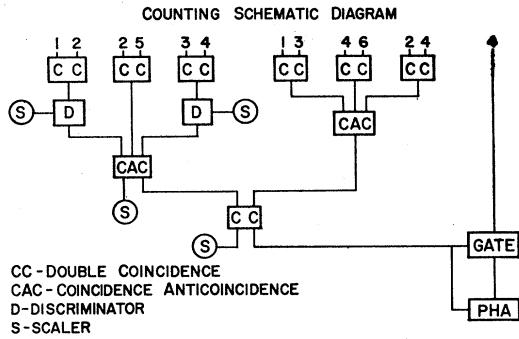 COUNTING SCHEMATIC DIAGRAM
1 2 2 5 3 4 1 3 4 6 2 4 4
C C C C C C C C C C C C
S D D S
CAC
CAC
S
C C
S
GATE
PHA
CC-DOUBLE COINCIDENCE
CAC-COINCIDENCE ANTICOINCIDENCE
D-DISCRIMINATOR
S-SCALER